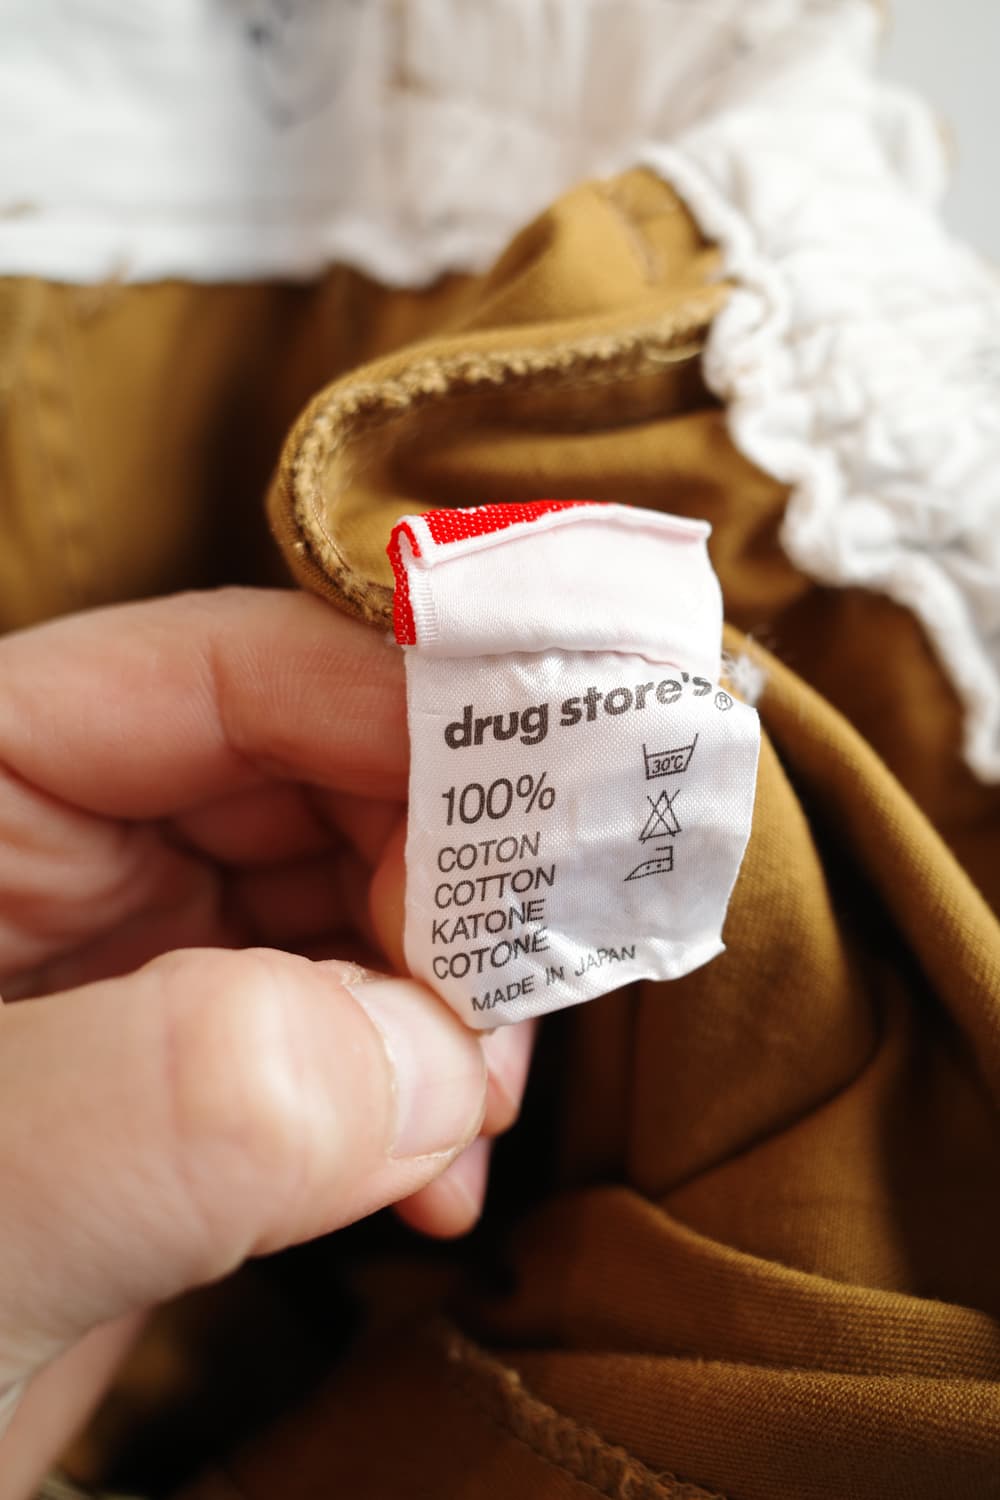 drug store's®
30°C
100%
COTON
COTTON
KATONE
COTONE
MADE IN JAPAN